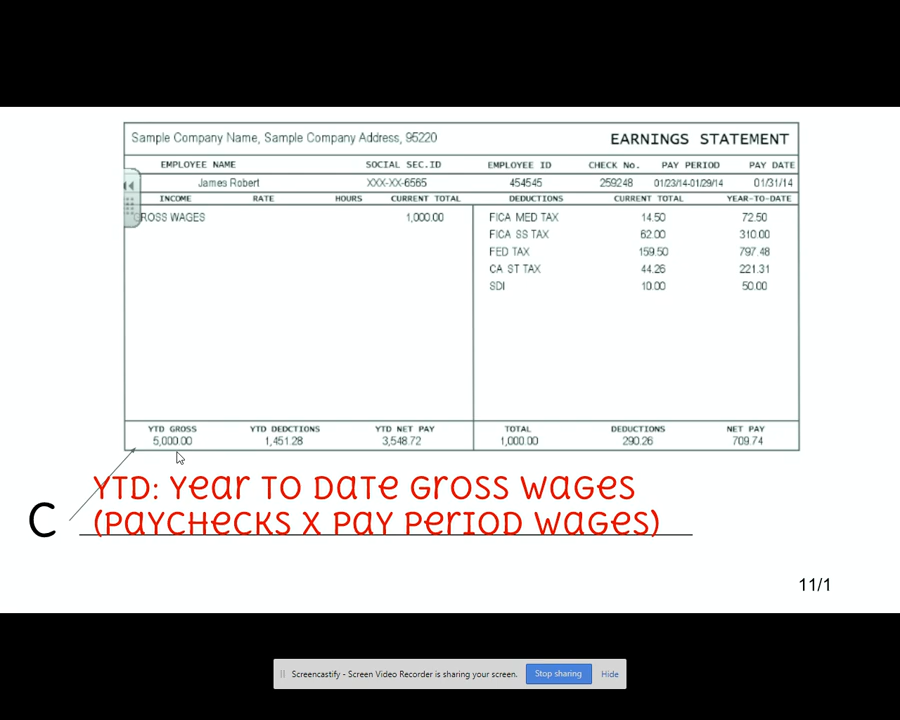 Sample Company Name, Sample Company Address, 95220 EARNINGS STATEMENT
EMPLOYEE NAME SOCIAL SEC.ID EMPLOYEE ID CHECK No. PAY PERIOD PAY DATE
James Robert XXX-XX-6565 454545 259248 01/23/14-01/29/14 01/31/14
INCOME RATE HOURS CURRENT TOTAL DEDUCTIONS CURRENT TOTAL YEAR-TO-DATE
GROSS WAGES 1,000.00 FICA MED TAX 14.50 72.50
FICA SS TAX 62.00 310.00
FED TAX 159.50 797.48
CA ST TAX 44.26 221.31
SDI 10.00 50.00
YTD GROSS YTD DEDCTIONS YTD NET PAY TOTAL DEDUCTIONS NET PAY
5,000.00 1,451.28 3,548.72 1,000.00 290.26 709.74
YTD: Year to Date Gross Wages
C (Paychecks x Pay Period Wages)
11/1
Screencastify - Screen Video Recorder is sharing your screen. Stop sharing Hide